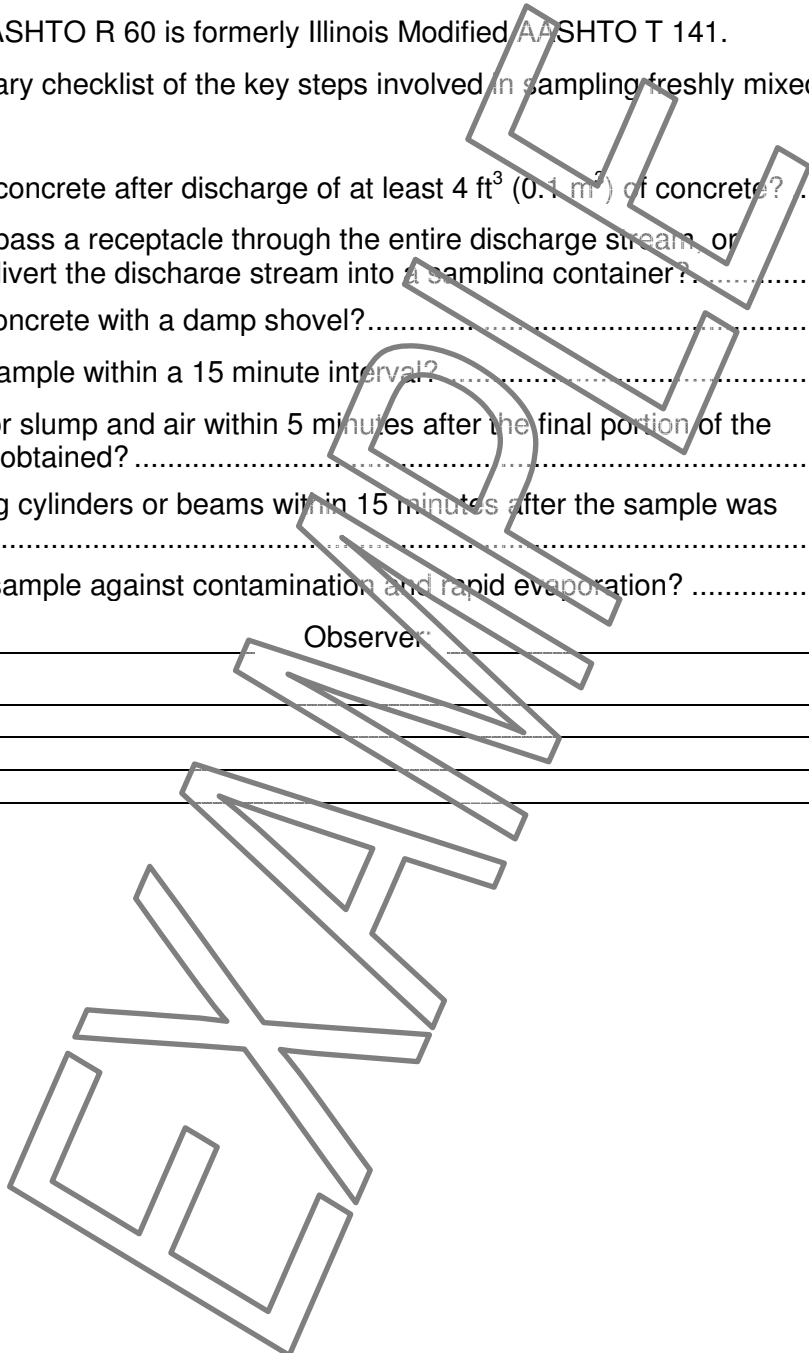 ASHTO R 60 is formerly Illinois Modified AASHTO T 141.
ary checklist of the key steps involved in sampling freshly mixed
concrete after discharge of at least 4 ft³ (0.1 m³) of concrete? ..
pass a receptacle through the entire discharge stream, or
divert the discharge stream into a sampling container?..............
oncrete with a damp shovel?............................................................
ample within a 15 minute interval?..................................................
or slump and air within 5 minutes after the final portion of the
obtained?..........................................................................................
g cylinders or beams within 15 minutes after the sample was
............................................................................................................
sample against contamination and rapid evaporation? ................
Observer:
EXAMPLE